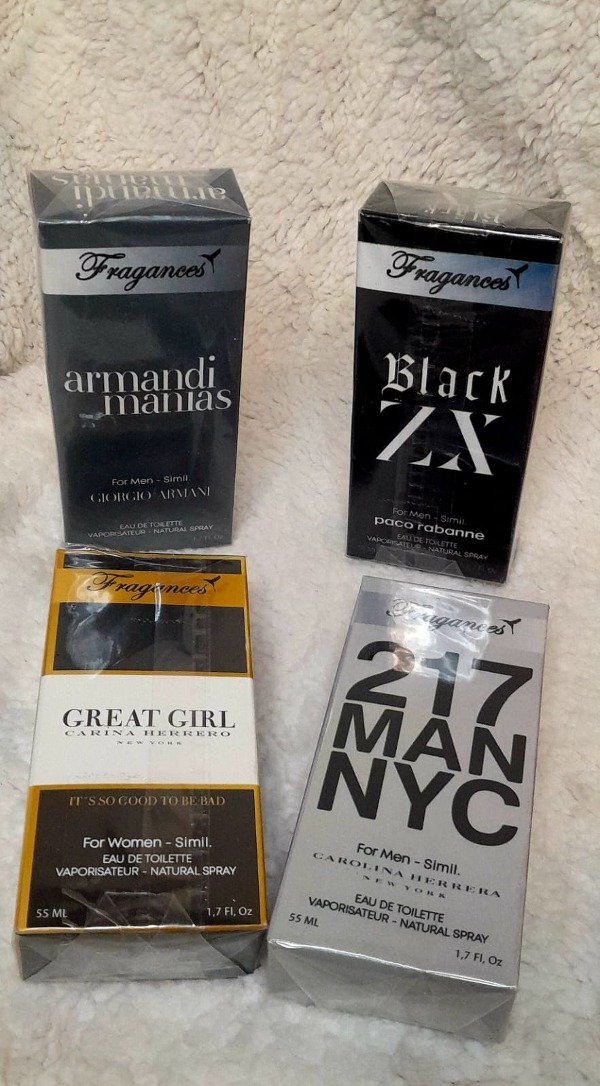 armandi
manias
Fragances
armandi
manias
For Men - Simil.
GIORGIO ARMANI
EAU DE TOILETTE
VAPORISATEUR - NATURAL SPRAY
Black
Fragances
Black
ZX
For Men - Simil.
paco rabanne
EAU DE TOILETTE
VAPORISATEUR - NATURAL SPRAY
Fragances
GREAT GIRL
CARINA HERRERO
NEW YORK
IT'S SO GOOD TO BE BAD
For Women - Simil.
EAU DE TOILETTE
VAPORISATEUR - NATURAL SPRAY
55 ML 1,7 Fl, Oz
Fragances
217
MAN
NYC
For Men - Simil.
CAROLINA HERRERA
NEW YORK
EAU DE TOILETTE
VAPORISATEUR - NATURAL SPRAY
55 ML 1,7 Fl, Oz